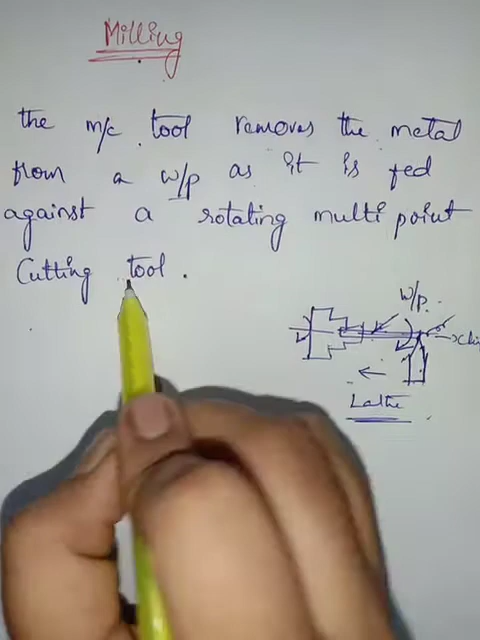 Milling
the m/c tool removes the metal
from a w/p as it is fed
against a rotating multi point
Cutting tool.
W/P.
Lathe